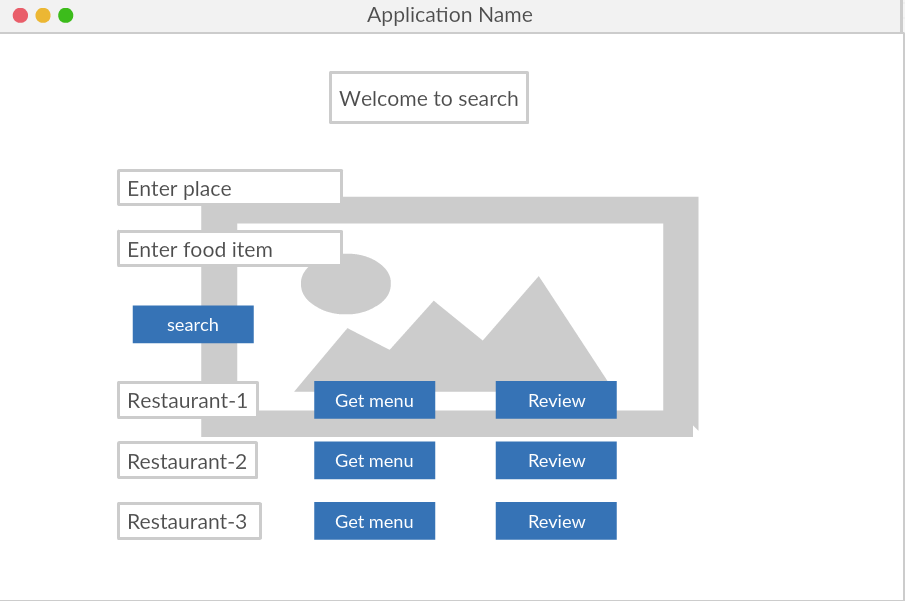 Application Name
Welcome to search
Enter place
Enter food item
search
Restaurant-1 Get menu Review
Restaurant-2 Get menu Review
Restaurant-3 Get menu Review